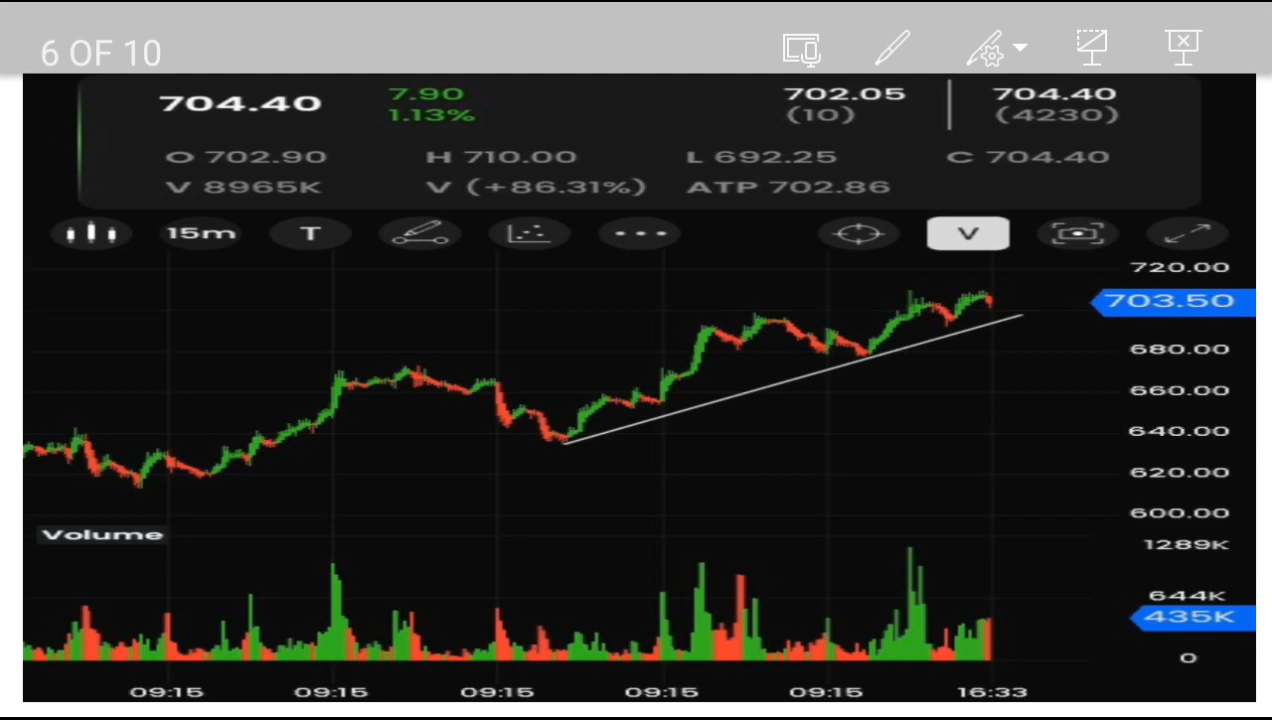 6 OF 10
704.40 7.90 702.05 704.40
1.13% (10) (4230)
O 702.90 H 710.00 L 692.25 C 704.40
V 8965K V (+86.31%) ATP 702.86
15m T V
720.00
703.50
680.00
660.00
640.00
620.00
600.00
Volume
1289K
644K
435K
0
09:15 09:15 09:15 09:15 09:15 16:33